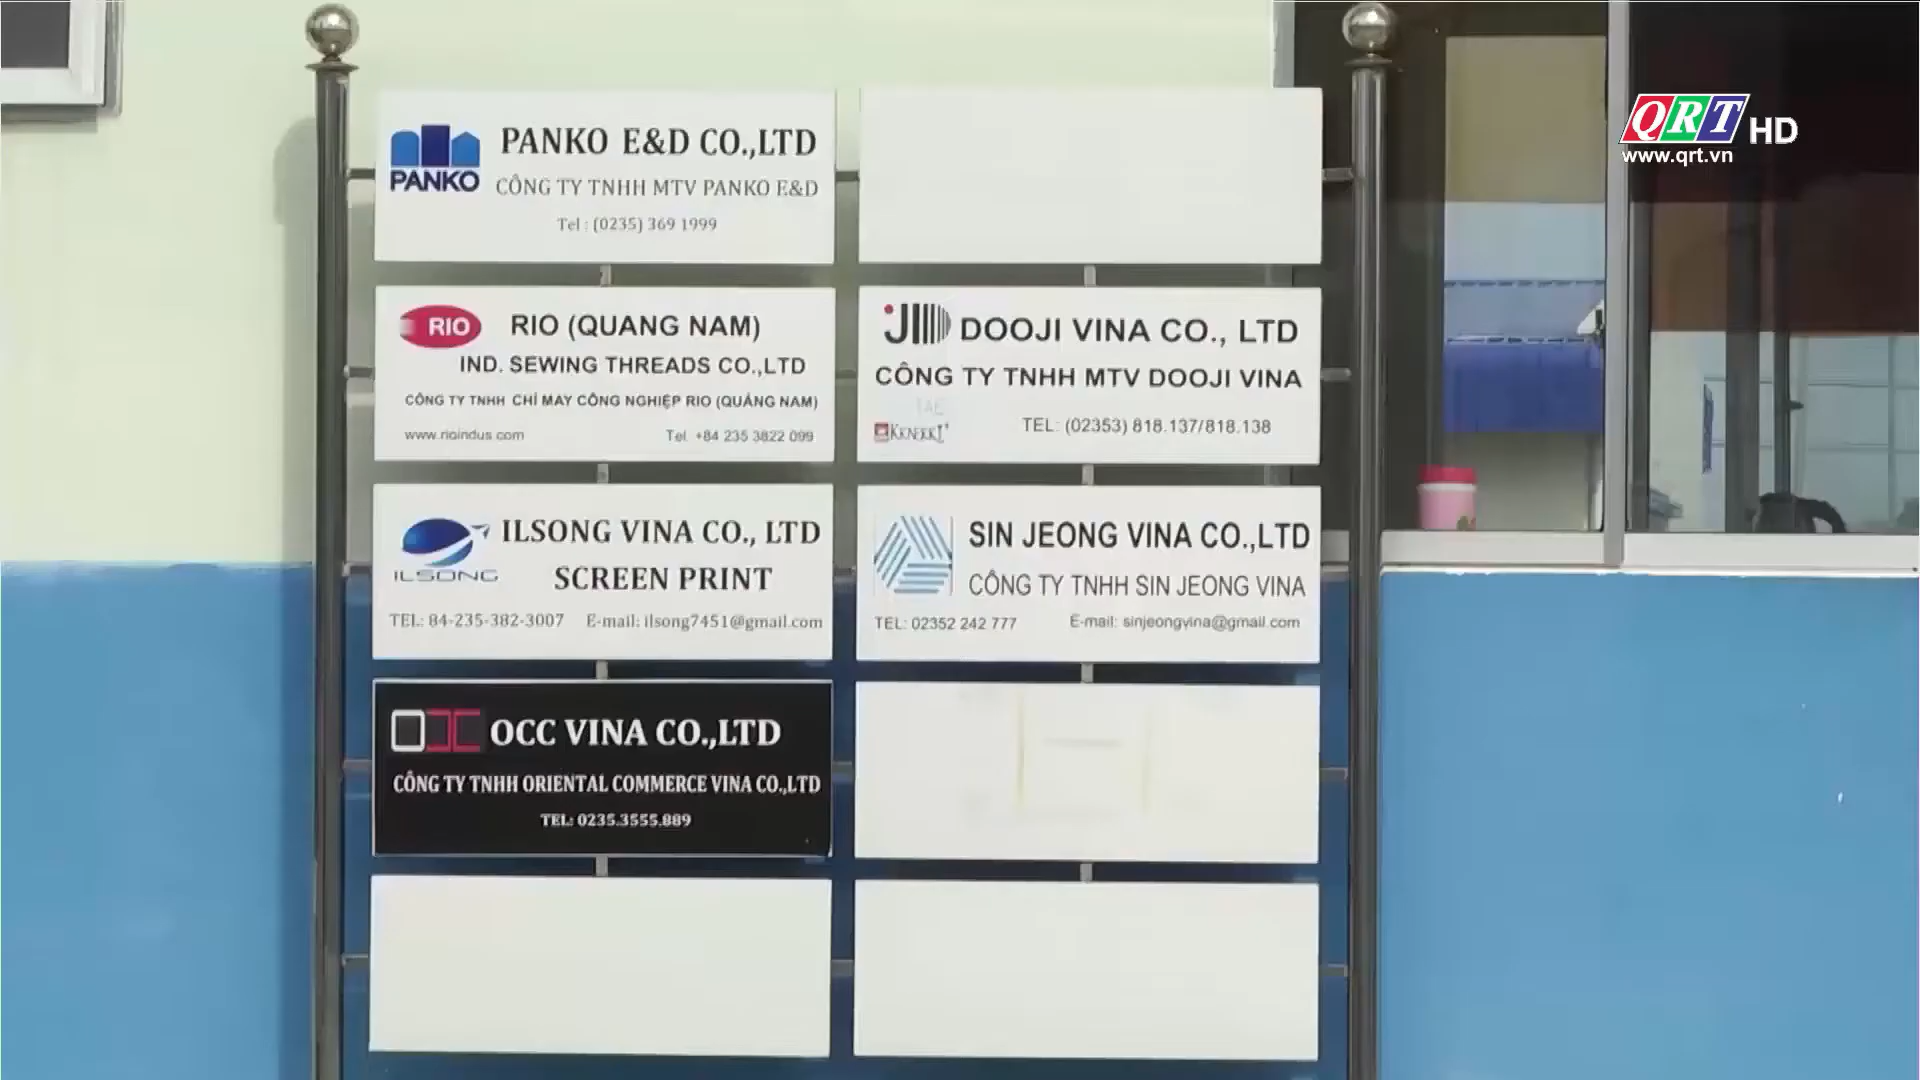 PANKO
PANKO E&D CO.,LTD
CÔNG TY TNHH MTV PANKO E&D
Tel : (0235) 369 1999
RIO
RIO (QUANG NAM)
IND. SEWING THREADS CO.,LTD
CÔNG TY TNHH CHỈ MAY CÔNG NGHIỆP RIO (QUẢNG NAM)
www.rioindus.com
Tel. +84 235 3822 099
DOOJI VINA CO., LTD
CÔNG TY TNHH MTV DOOJI VINA
TEL: (02353) 818.137/818.138
ILSONG
ILSONG VINA CO., LTD
SCREEN PRINT
TEL: 84-235-382-3007 E-mail: ilsong7451@gmail.com
SIN JEONG VINA CO.,LTD
CÔNG TY TNHH SIN JEONG VINA
TEL: 02352 242 777 E-mail: sinjeongvina@gmail.com
OCC VINA CO.,LTD
CÔNG TY TNHH ORIENTAL COMMERCE VINA CO.,LTD
TEL: 0235.3555.889
QRT HD
www.qrt.vn